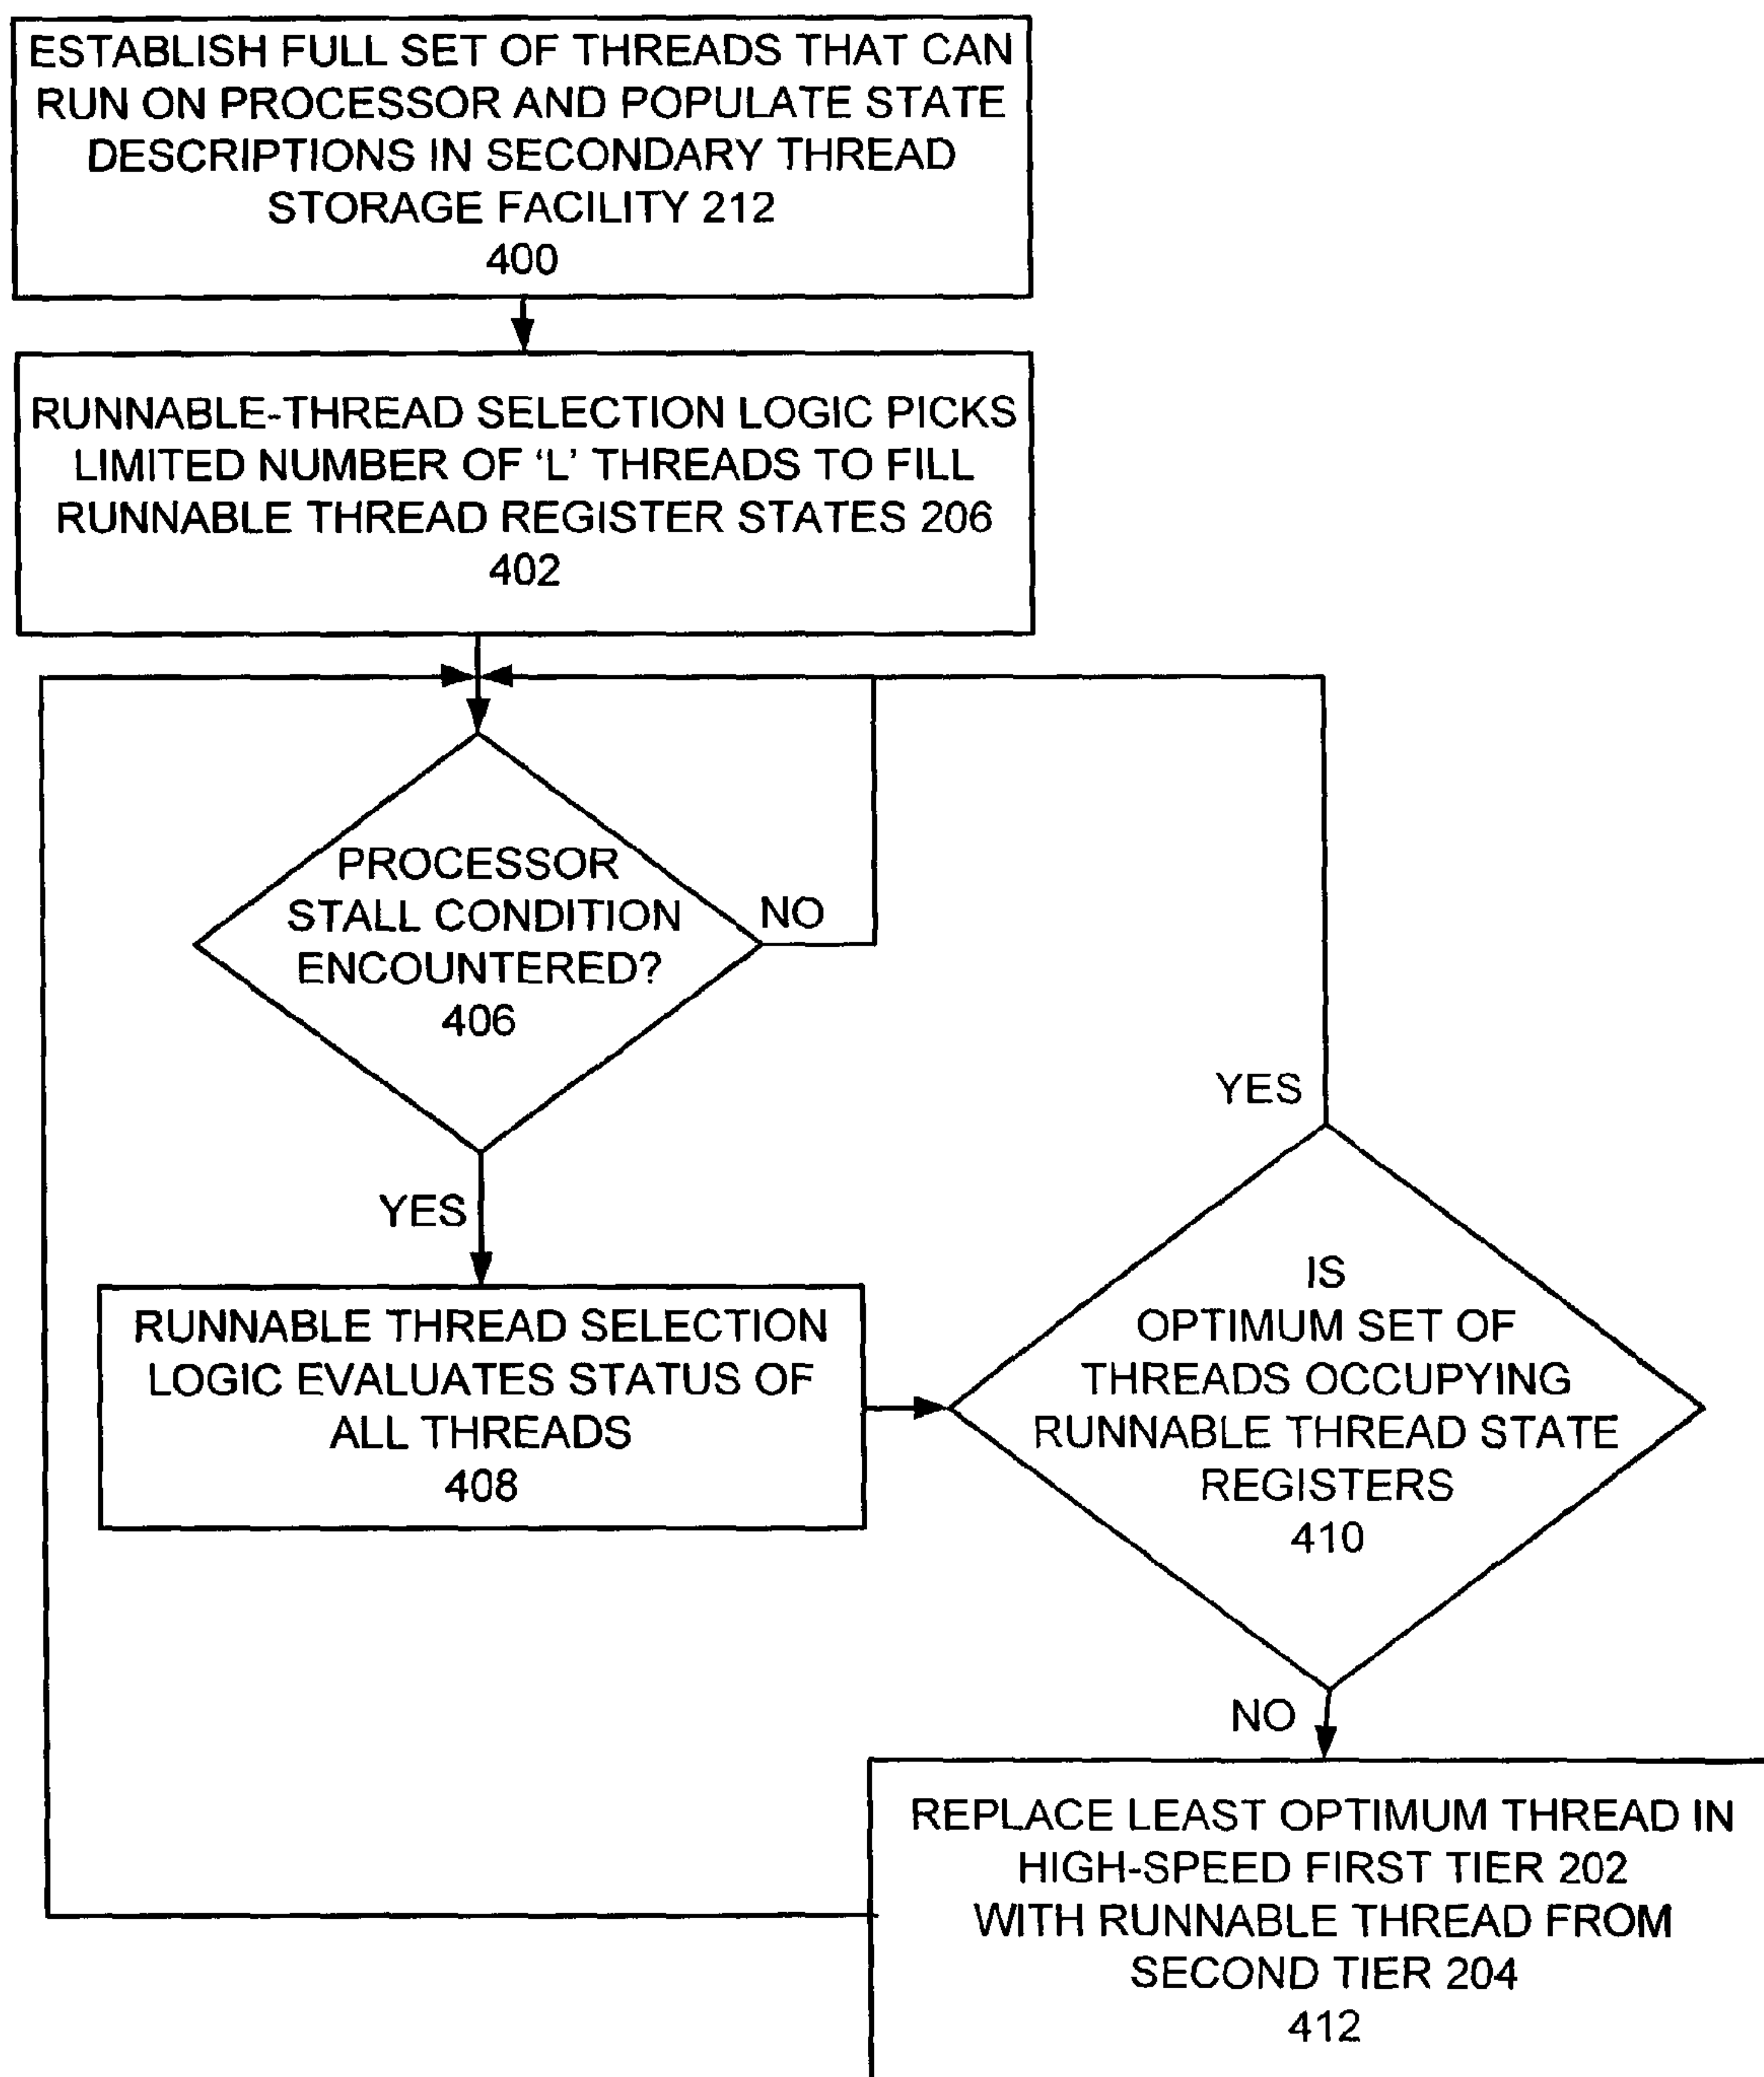 ESTABLISH FULL SET OF THREADS THAT CAN
RUN ON PROCESSOR AND POPULATE STATE
DESCRIPTIONS IN SECONDARY THREAD
STORAGE FACILITY 212
400
RUNNABLE-THREAD SELECTION LOGIC PICKS
LIMITED NUMBER OF ‘L’ THREADS TO FILL
RUNNABLE THREAD REGISTER STATES 206
402
PROCESSOR
STALL CONDITION
ENCOUNTERED?
406
NO
YES
RUNNABLE THREAD SELECTION
LOGIC EVALUATES STATUS OF
ALL THREADS
408
YES
IS
OPTIMUM SET OF
THREADS OCCUPYING
RUNNABLE THREAD STATE
REGISTERS
410
NO
REPLACE LEAST OPTIMUM THREAD IN
HIGH-SPEED FIRST TIER 202
WITH RUNNABLE THREAD FROM
SECOND TIER 204
412